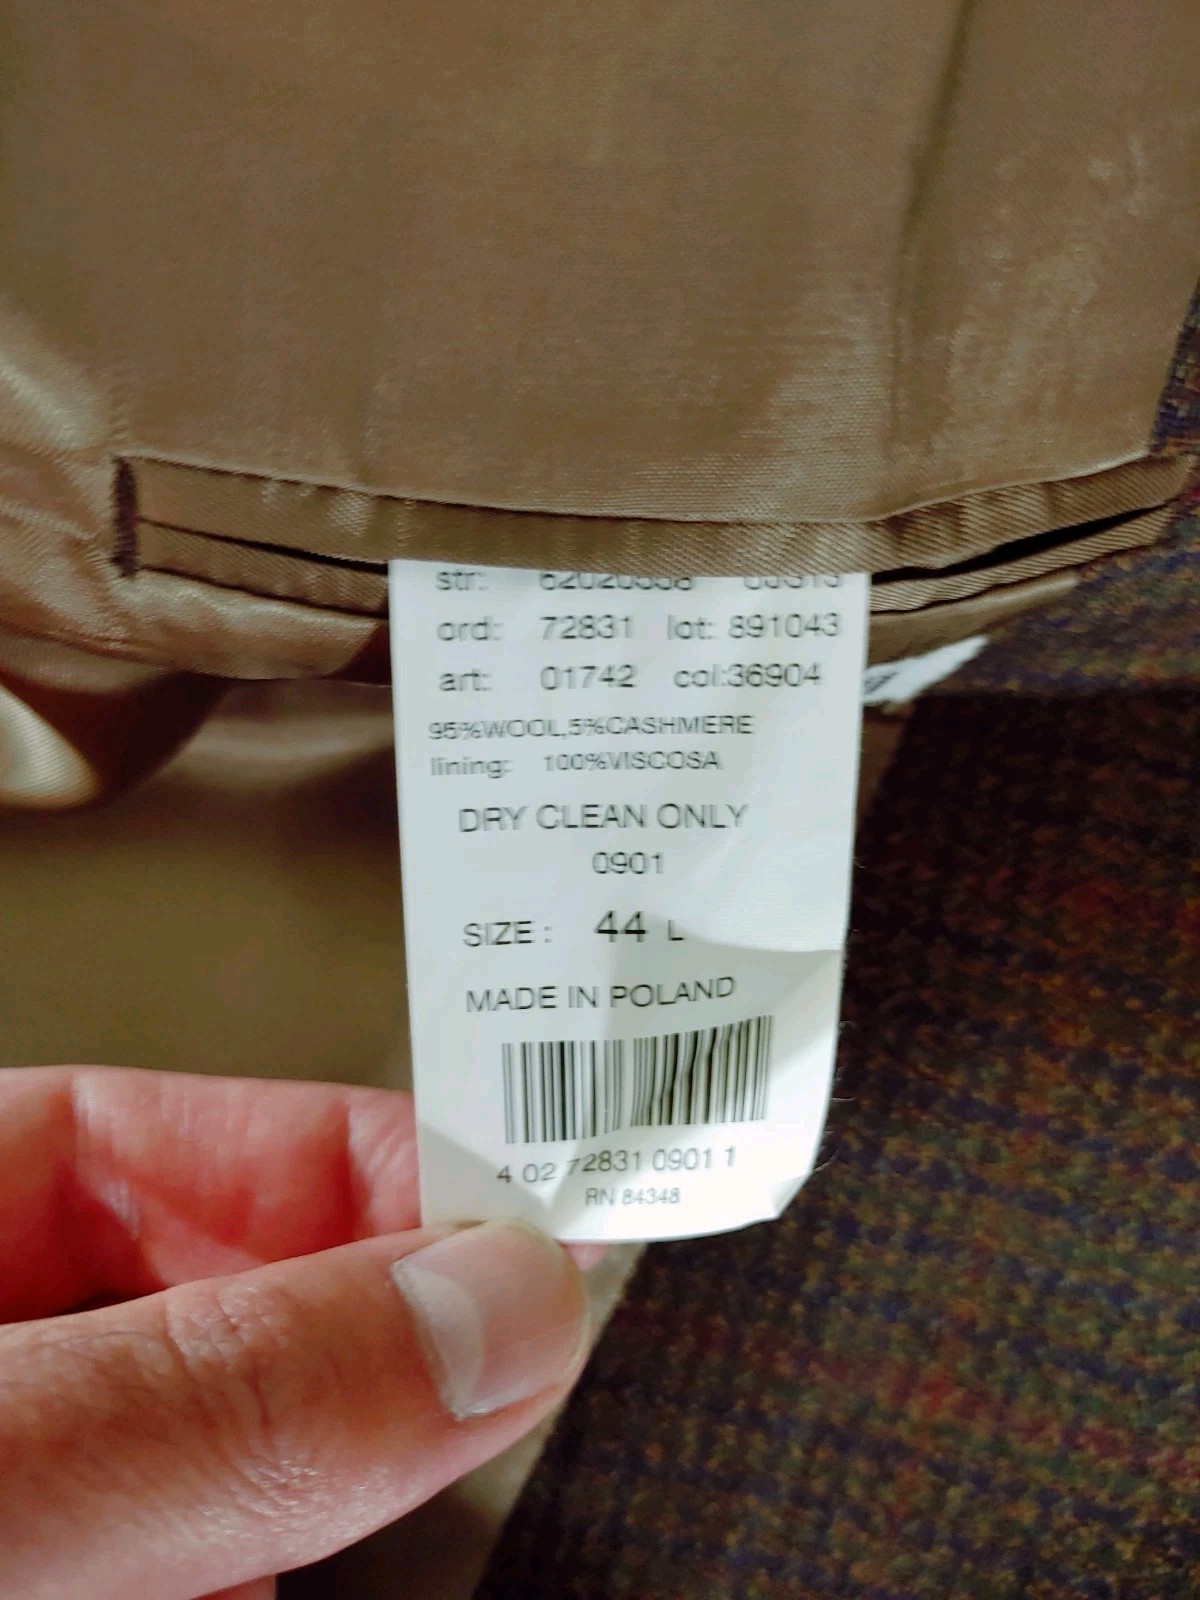 str:
ord: 72831 lot: 891043
art: 01742 col:36904
95%WOOL,5%CASHMERE
lining: 100%VISCOSA
DRY CLEAN ONLY
0901
SIZE : 44 L
MADE IN POLAND
4 02 72831 0901 1
RN 84348